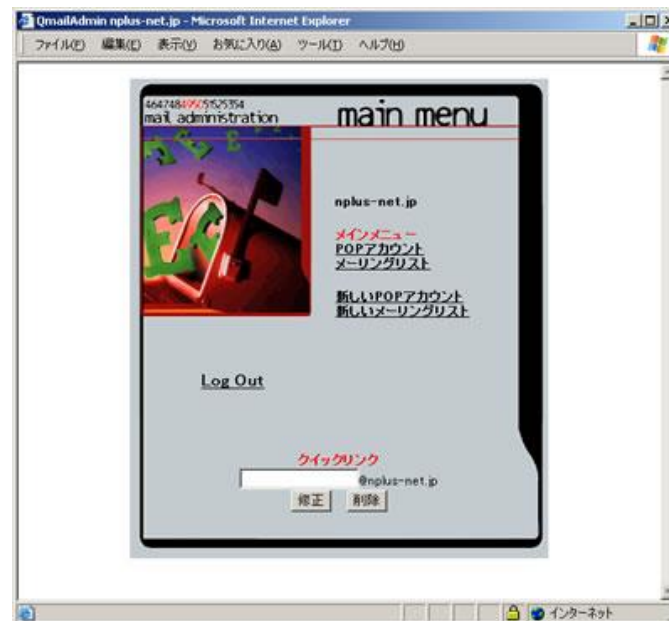 QmailAdmin nplus-net.jp - Microsoft Internet Explorer
ファイル(F) 編集(E) 表示(V) お気に入り(A) ツール(T) ヘルプ(H)
464748495051525354
mail administration
main menu
nplus-net.jp
メインメニュー
POPアカウント
メーリングリスト
新しいPOPアカウント
新しいメーリングリスト
Log Out
クイックリンク
@nplus-net.jp
修正 削除
インターネット